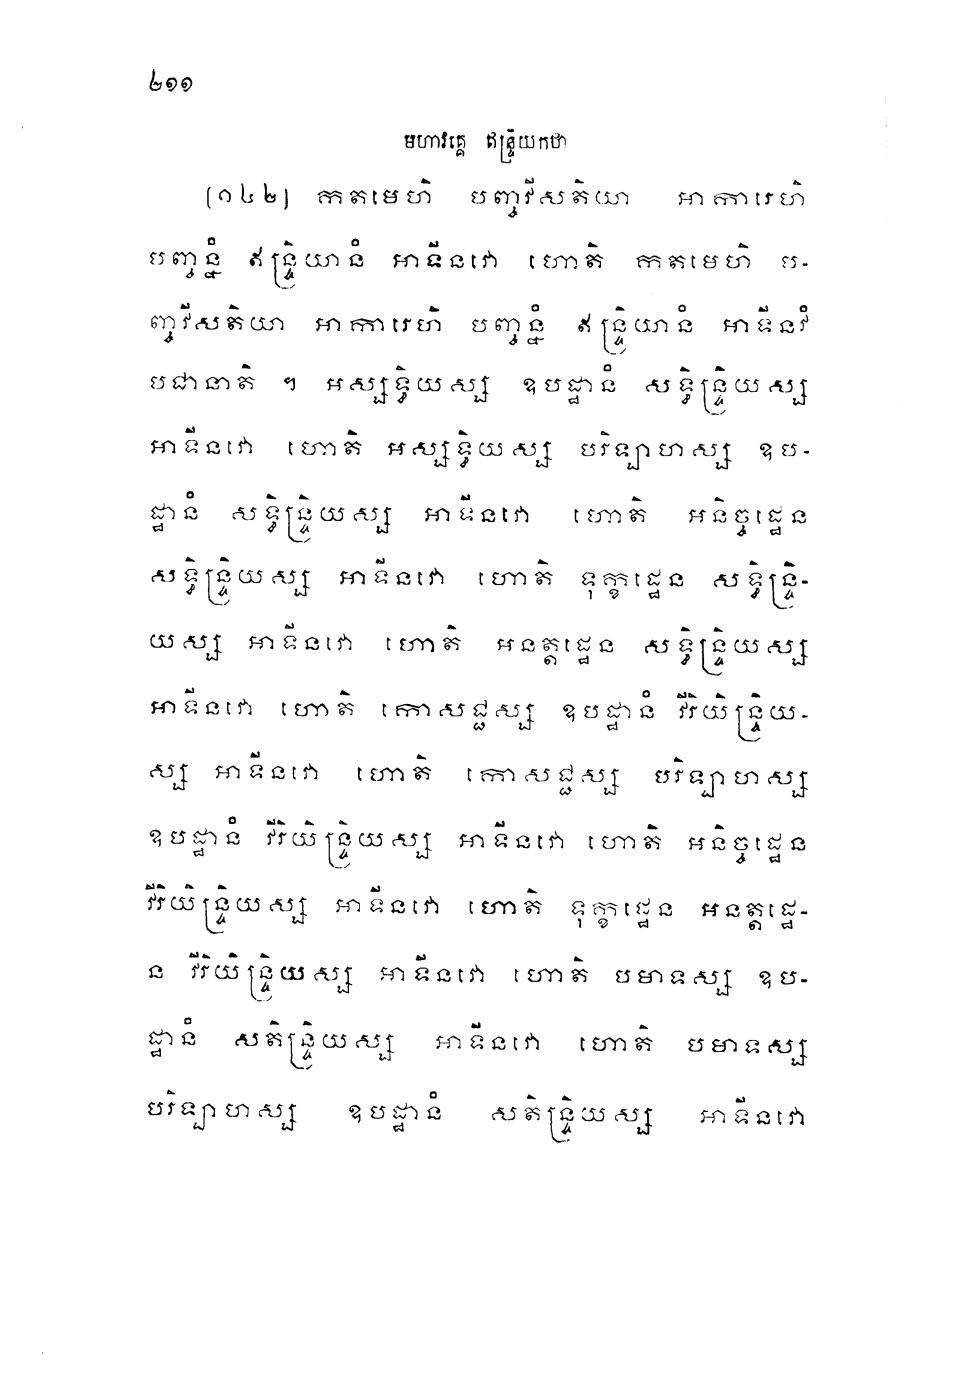 ២១១
មហាវគ្គេ ឥន្ទ្រិយកថា
(១៤២) កតមេហិ បញ្ចវីសតិយា អាការេហិ
បញ្ចន្នំ ឥន្ទ្រិយានំ អាទីនវោ ហោតិ កតមេហិ ប-
ញ្ចវីសតិយា អាការេហិ បញ្ចន្នំ ឥន្ទ្រិយានំ អាទីនវំ
បជានាតិ ។ អស្សទ្ធិយស្ស ឧបដ្ឋានំ សទ្ធិន្ទ្រិយស្ស
អាទីនវោ ហោតិ អស្សទ្ធិយស្ស បរិឡាហស្ស ឧប-
ដ្ឋានំ សទ្ធិន្ទ្រិយស្ស អាទីនវោ ហោតិ អនិច្ចដ្ឋេន
សទ្ធិន្ទ្រិយស្ស អាទីនវោ ហោតិ ទុក្ខដ្ឋេន សទ្ធិន្ទ្រិ-
យស្ស អាទីនវោ ហោតិ អនត្តដ្ឋេន សទ្ធិន្ទ្រិយស្ស
អាទីនវោ ហោតិ កោសជ្ជស្ស ឧបដ្ឋានំ វីរិយិន្ទ្រិយ-
ស្ស អាទីនវោ ហោតិ កោសជ្ជស្ស បរិឡាហស្ស
ឧបដ្ឋានំ វីរិយិន្ទ្រិយស្ស អាទីនវោ ហោតិ អនិច្ចដ្ឋេន
វីរិយិន្ទ្រិយស្ស អាទីនវោ ហោតិ ទុក្ខដ្ឋេន អនត្តដ្ឋេ-
ន វីរិយិន្ទ្រិយស្ស អាទីនវោ ហោតិ បមាទស្ស ឧប-
ដ្ឋានំ សតិន្ទ្រិយស្ស អាទីនវោ ហោតិ បមាទស្ស
បរិឡាហស្ស ឧបដ្ឋានំ សតិន្ទ្រិយស្ស អាទីនវោ